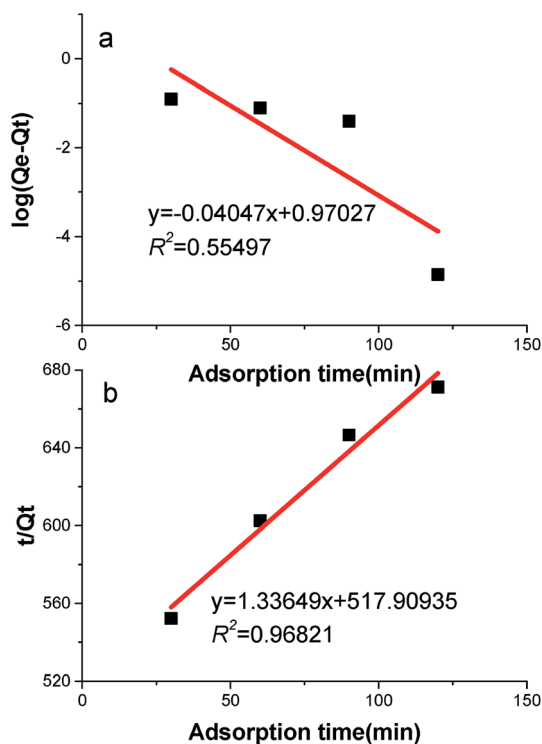 a
0
-2
-4
-6
log(Qe-Qt)
y=-0.04047x+0.97027
R²=0.55497
0 50 100 150
Adsorption time(min)
b
680
640
600
560
520
t/Qt
y=1.33649x+517.90935
R²=0.96821
0 50 100 150
Adsorption time(min)